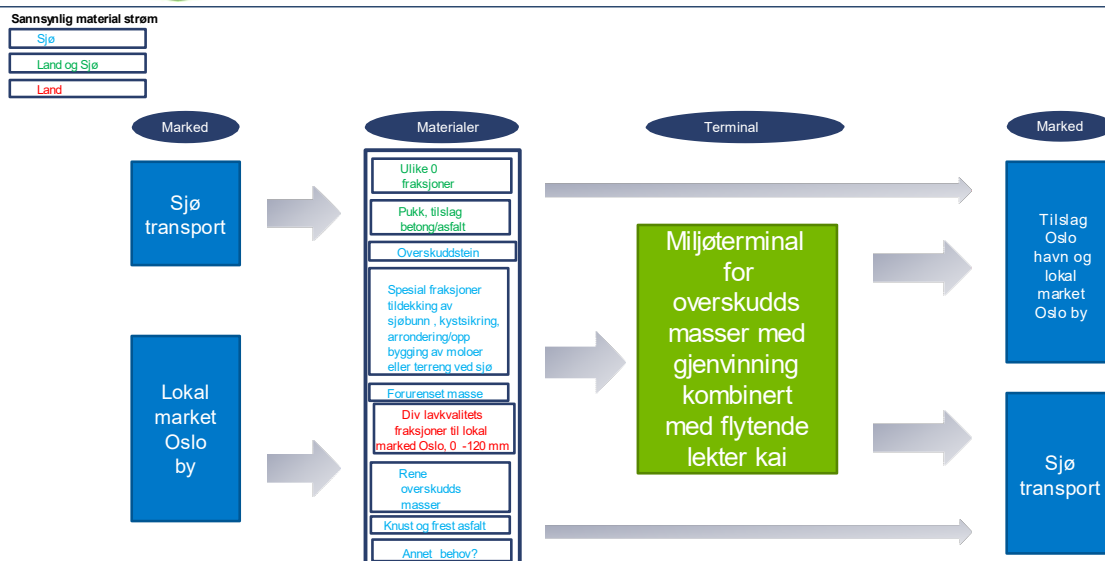 Sannsynlig material strøm
Sjø
Land og Sjø
Land
Marked
Materialer
Terminal
Marked
Sjø
transport
Lokal
market
Oslo
by
Ulike 0
fraksjoner
Pukk, tilslag
betong/asfalt
Overskuddstein
Spesial fraksjoner
tildekking av
sjøbunn , kystsikring,
arrondering/opp
bygging av moloer
eller terreng ved sjø
Forurenset masse
Div lavkvalitets
fraksjoner til lokal
marked Oslo, 0 -120 mm
Rene
overskudds
masser
Knust og frest asfalt
Annet behov?
Miljøterminal
for
overskudds
masser med
gjenvinning
kombinert
med flytende
lekter kai
Tilslag
Oslo
havn og
lokal
market
Oslo by
Sjø
transport